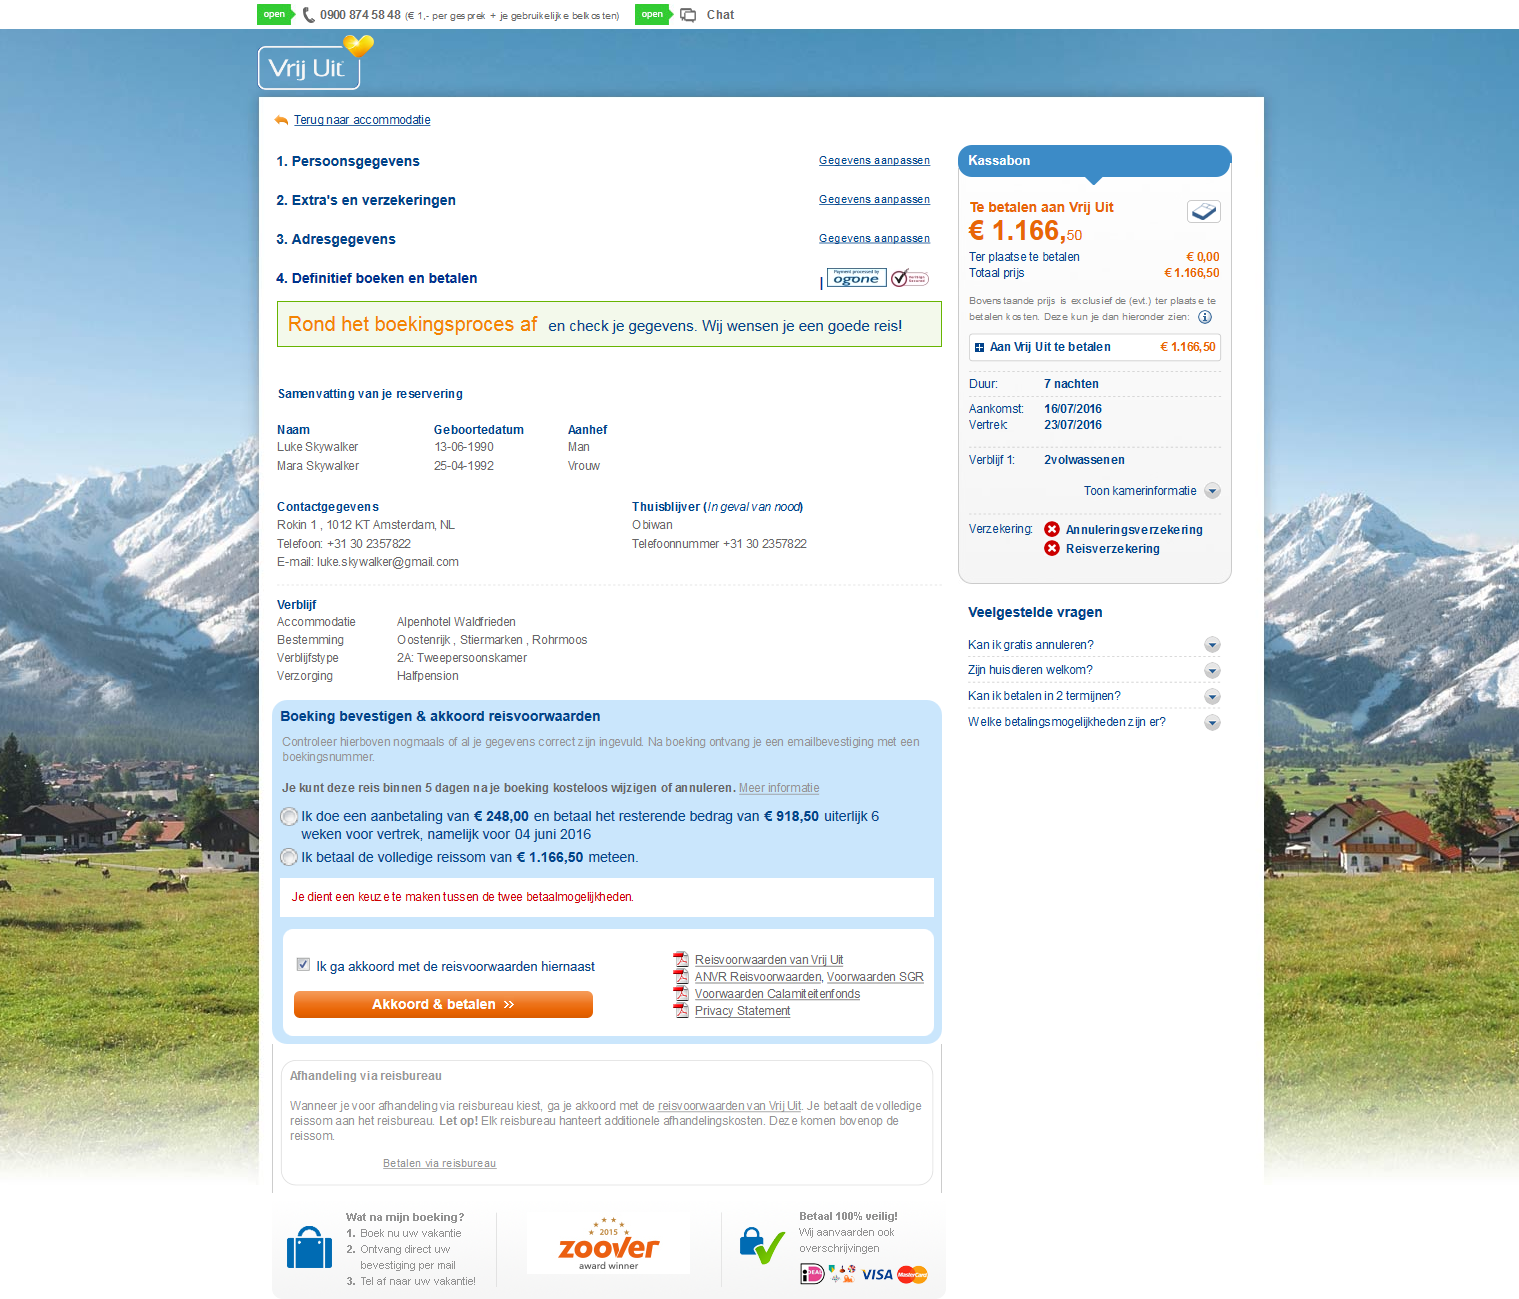 open 0900 874 58 48 (€ 1,- per gesprek + je gebruikelijke belkosten) open Chat
Vrij Uit
Terug naar accommodatie
1. Persoonsgegevens Gegevens aanpassen
2. Extra's en verzekeringen Gegevens aanpassen
3. Adresgegevens Gegevens aanpassen
4. Definitief boeken en betalen | Payment processed by ogone
Rond het boekingsproces af en check je gegevens. Wij wensen je een goede reis!
Samenvatting van je reservering
Naam Geboortedatum Aanhef
Luke Skywalker 13-06-1990 Man
Mara Skywalker 25-04-1992 Vrouw
Contactgegevens Thuisblijver (In geval van nood)
Rokin 1 , 1012 KT Amsterdam, NL Obiwan
Telefoon: +31 30 2357822 Telefoonnummer +31 30 2357822
E-mail: luke.skywalker@gmail.com
Verblijf
Accommodatie Alpenhotel Waldfrieden
Bestemming Oostenrijk , Stiermarken , Rohrmoos
Verblijfstype 2A: Tweepersoonskamer
Verzorging Halfpension
Boeking bevestigen & akkoord reisvoorwaarden
Controleer hierboven nogmaals of al je gegevens correct zijn ingevuld. Na boeking ontvang je een emailbevestiging met een
boekingsnummer.
Je kunt deze reis binnen 5 dagen na je boeking kosteloos wijzigen of annuleren. Meer informatie
Ik doe een aanbetaling van € 248,00 en betaal het resterende bedrag van € 918,50 uiterlijk 6
weken voor vertrek, namelijk voor 04 juni 2016
Ik betaal de volledige reissom van € 1.166,50 meteen.
Je dient een keuze te maken tussen de twee betaalmogelijkheden.
Ik ga akkoord met de reisvoorwaarden hiernaast
Akkoord & betalen »
Reisvoorwaarden van Vrij Uit
ANVR Reisvoorwaarden, Voorwaarden SGR
Voorwaarden Calamiteitenfonds
Privacy Statement
Afhandeling via reisbureau
Wanneer je voor afhandeling via reisbureau kiest, ga je akkoord met de reisvoorwaarden van Vrij Uit. Je betaalt de volledige
reissom aan het reisbureau. Let op! Elk reisbureau hanteert additionele afhandelingskosten. Deze komen bovenop de
reissom.
Betalen via reisbureau
Wat na mijn boeking?
1. Boek nu uw vakantie
2. Ontvang direct uw
bevestiging per mail
3. Tel af naar uw vakantie!
2015
zoover
award winner
Betaal 100% veilig!
Wij aanvaarden ook
overschrijvingen
iDEAL VISA MasterCard
Kassabon
Te betalen aan Vrij Uit
€ 1.166,50
Ter plaatse te betalen € 0,00
Totaal prijs € 1.166,50
Bovenstaande prijs is exclusief de (evt.) ter plaatse te
betalen kosten. Deze kun je dan hieronder zien: i
Aan Vrij Uit te betalen € 1.166,50
Duur: 7 nachten
Aankomst: 16/07/2016
Vertrek: 23/07/2016
Verblijf 1: 2volwassenen
Toon kamerinformatie
Verzekering: Annuleringsverzekering
Reisverzekering
Veelgestelde vragen
Kan ik gratis annuleren?
Zijn huisdieren welkom?
Kan ik betalen in 2 termijnen?
Welke betalingsmogelijkheden zijn er?